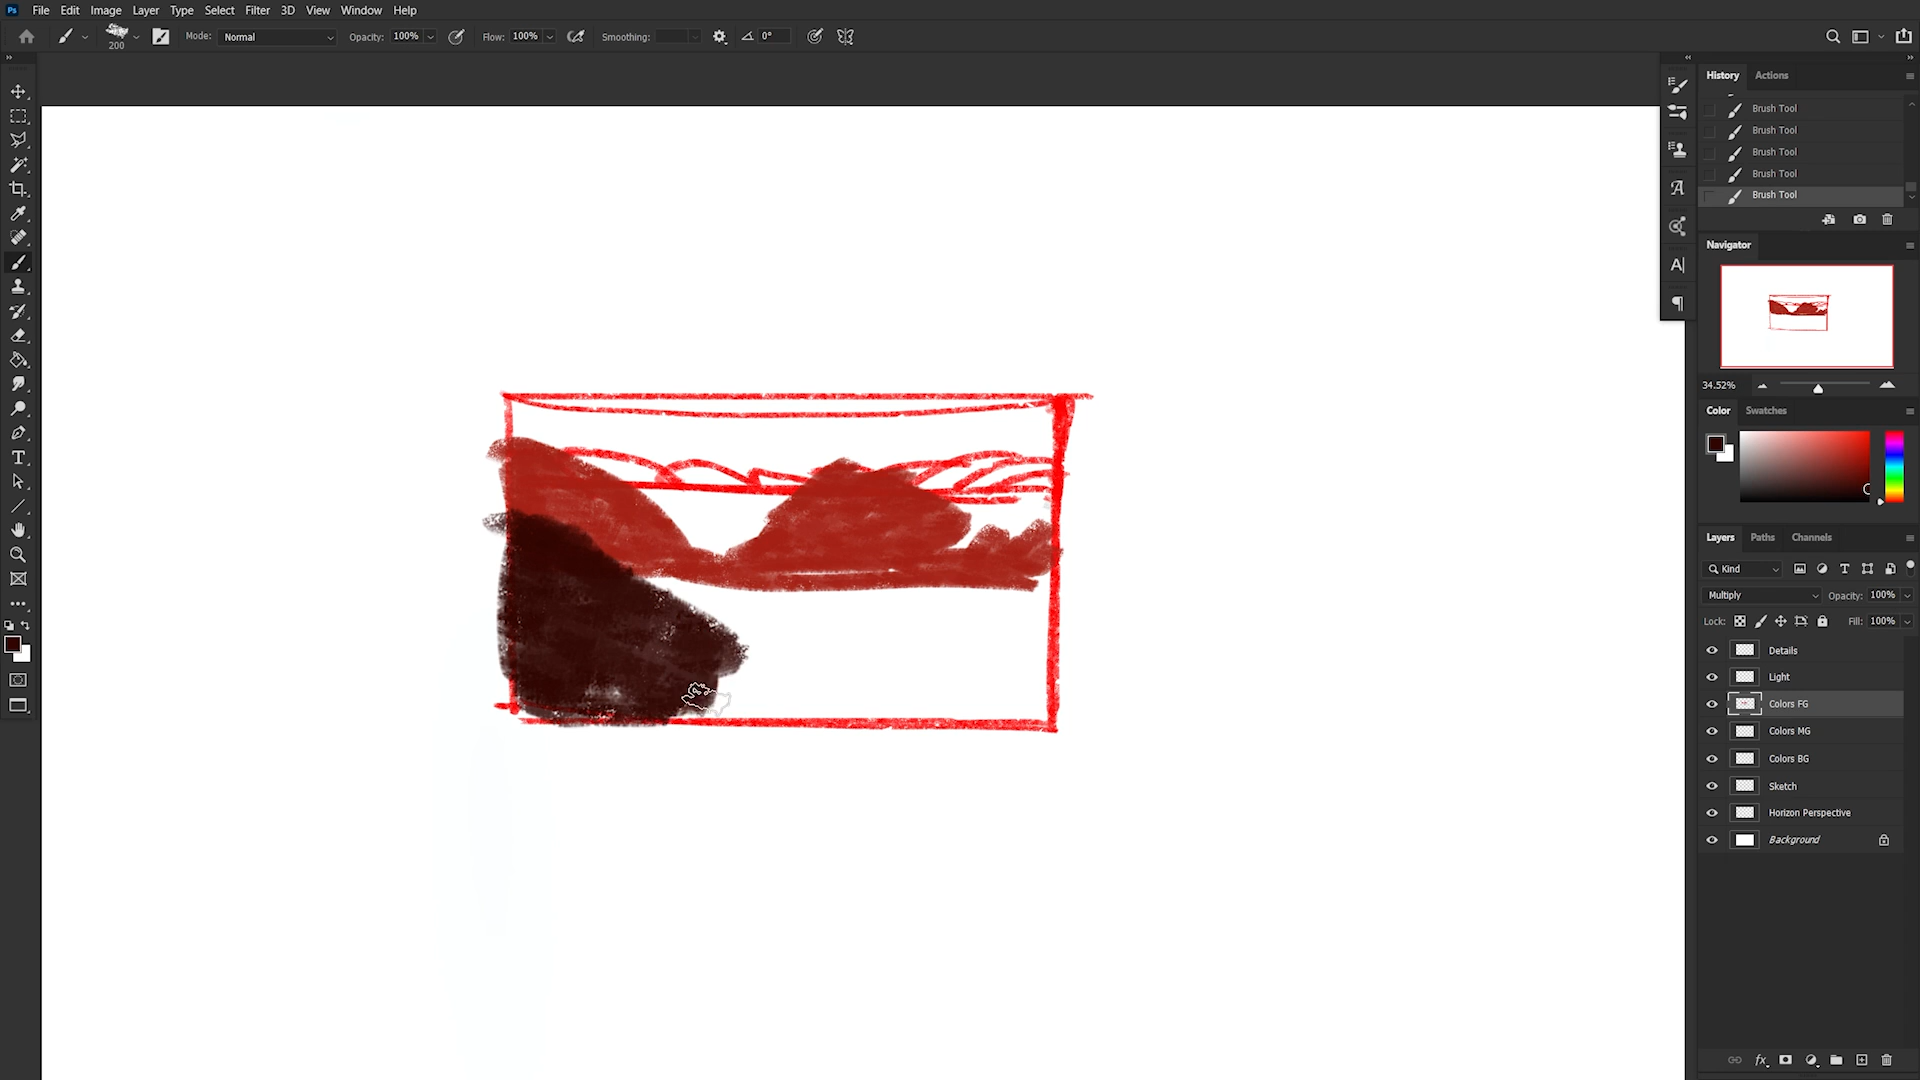 Ps File Edit Image Layer Type Select Filter 3D View Window Help
200 Mode: Normal Opacity: 100% Flow: 100% Smoothing: 0°
History Actions
Brush Tool
Brush Tool
Brush Tool
Brush Tool
Brush Tool
Navigator
34.52%
Color Swatches
Layers Paths Channels
Kind
Multiply Opacity: 100%
Lock: Fill: 100%
Details
Light
Colors FG
Colors MG
Colors BG
Sketch
Horizon Perspective
Background